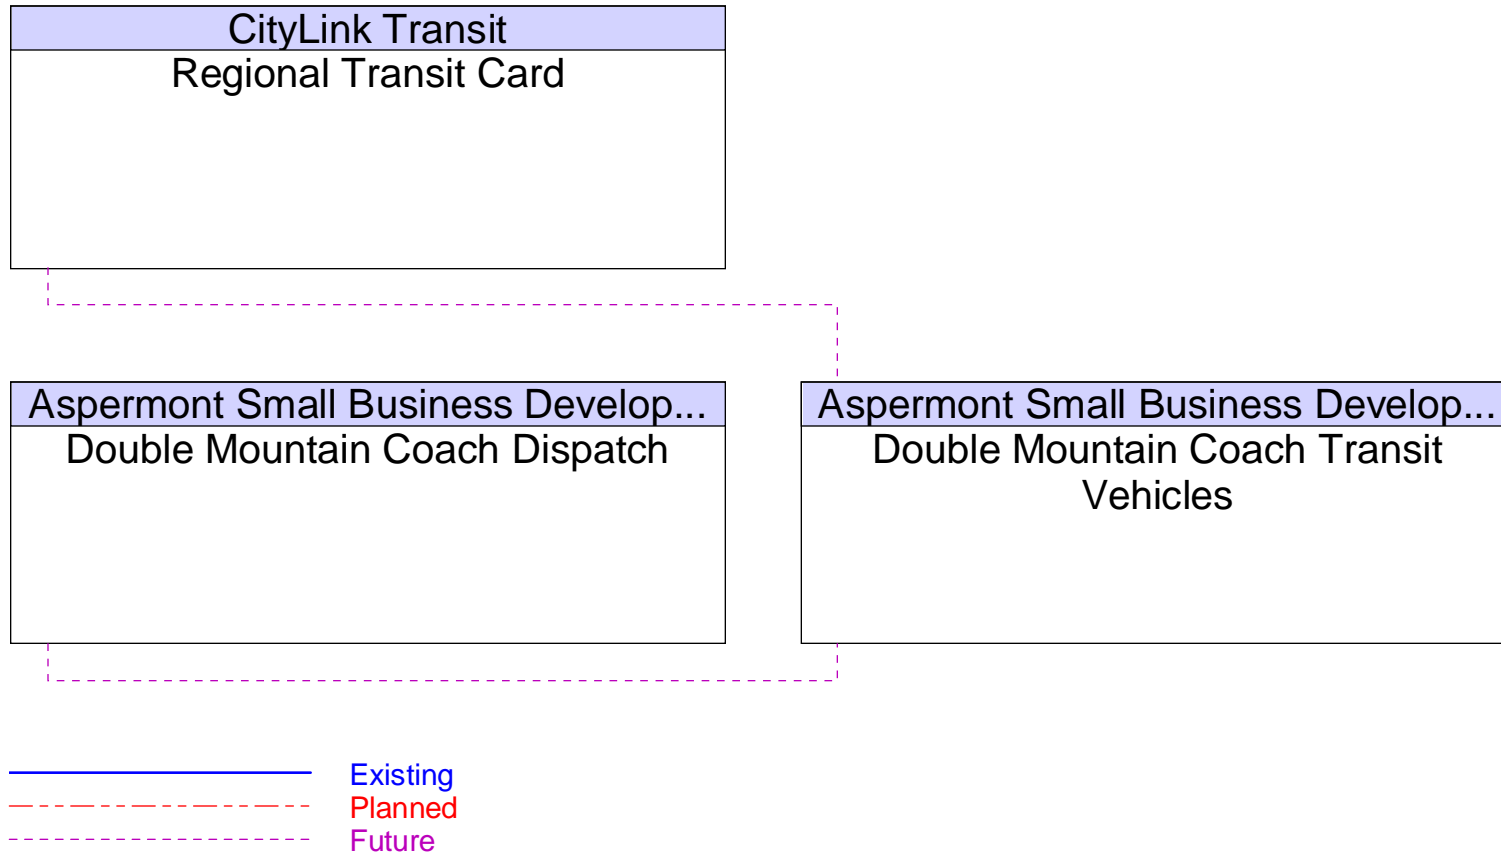 CityLink Transit
Regional Transit Card
Aspermont Small Business Develop...
Double Mountain Coach Dispatch
Aspermont Small Business Develop...
Double Mountain Coach Transit
Vehicles
Existing
Planned
Future